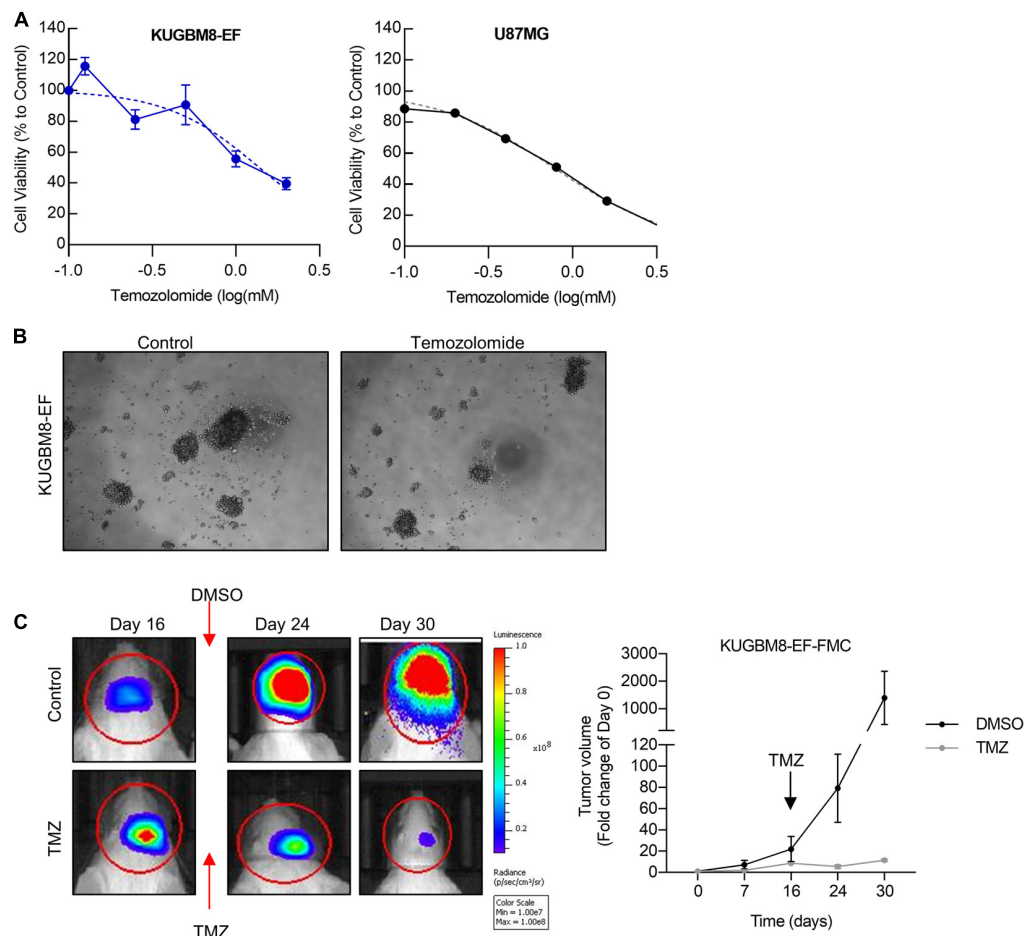 A
KUGBM8-EF
U87MG
Cell Viability (% to Control)
140
120
100
80
60
40
20
0
-1.0 -0.5 0.0 0.5
Temozolomide (log(mM)
Cell Viability (% to Control)
140
120
100
80
60
40
20
0
-1.0 -0.5 0.0 0.5
Temozolomide (log(mM)
B
Control
Temozolomide
KUGBM8-EF
C
DMSO
Day 16
Day 24
Day 30
Control
TMZ
TMZ
Luminescence
1.0
0.8
0.6
x10⁸
0.4
0.2
Radiance
(p/sec/cm²/sr)
Color Scale
Min = 1.00e7
Max = 1.00e8
KUGBM8-EF-FMC
Tumor volume
(Fold change of Day 0)
3000
2000
1000
120
100
80
60
40
20
0
TMZ
0 7 16 24 30
Time (days)
DMSO
TMZ